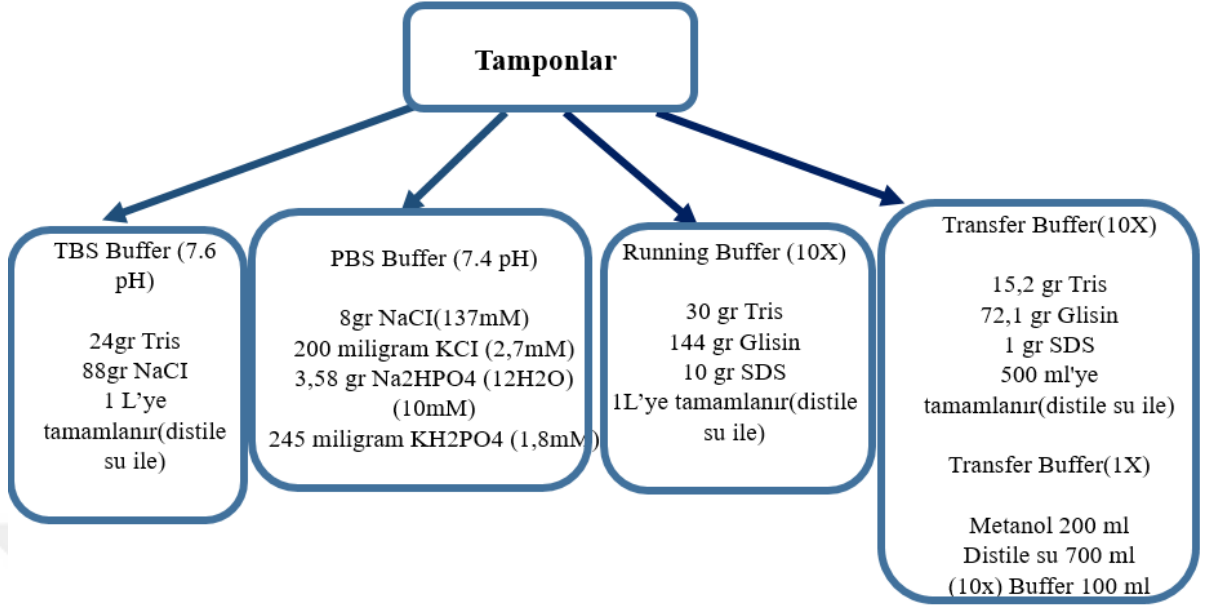 Tamponlar
TBS Buffer (7.6
pH)
24gr Tris
88gr NaCI
1 L’ye
tamamlanır(distile
su ile)
PBS Buffer (7.4 pH)
8gr NaCI(137mM)
200 miligram KCI (2,7mM)
3,58 gr Na2HPO4 (12H2O)
(10mM)
245 miligram KH2PO4 (1,8mM)
Running Buffer (10X)
30 gr Tris
144 gr Glisin
10 gr SDS
1L’ye tamamlanır(distile
su ile)
Transfer Buffer(10X)
15,2 gr Tris
72,1 gr Glisin
1 gr SDS
500 ml'ye
tamamlanır(distile su ile)
Transfer Buffer(1X)
Metanol 200 ml
Distile su 700 ml
(10x) Buffer 100 ml